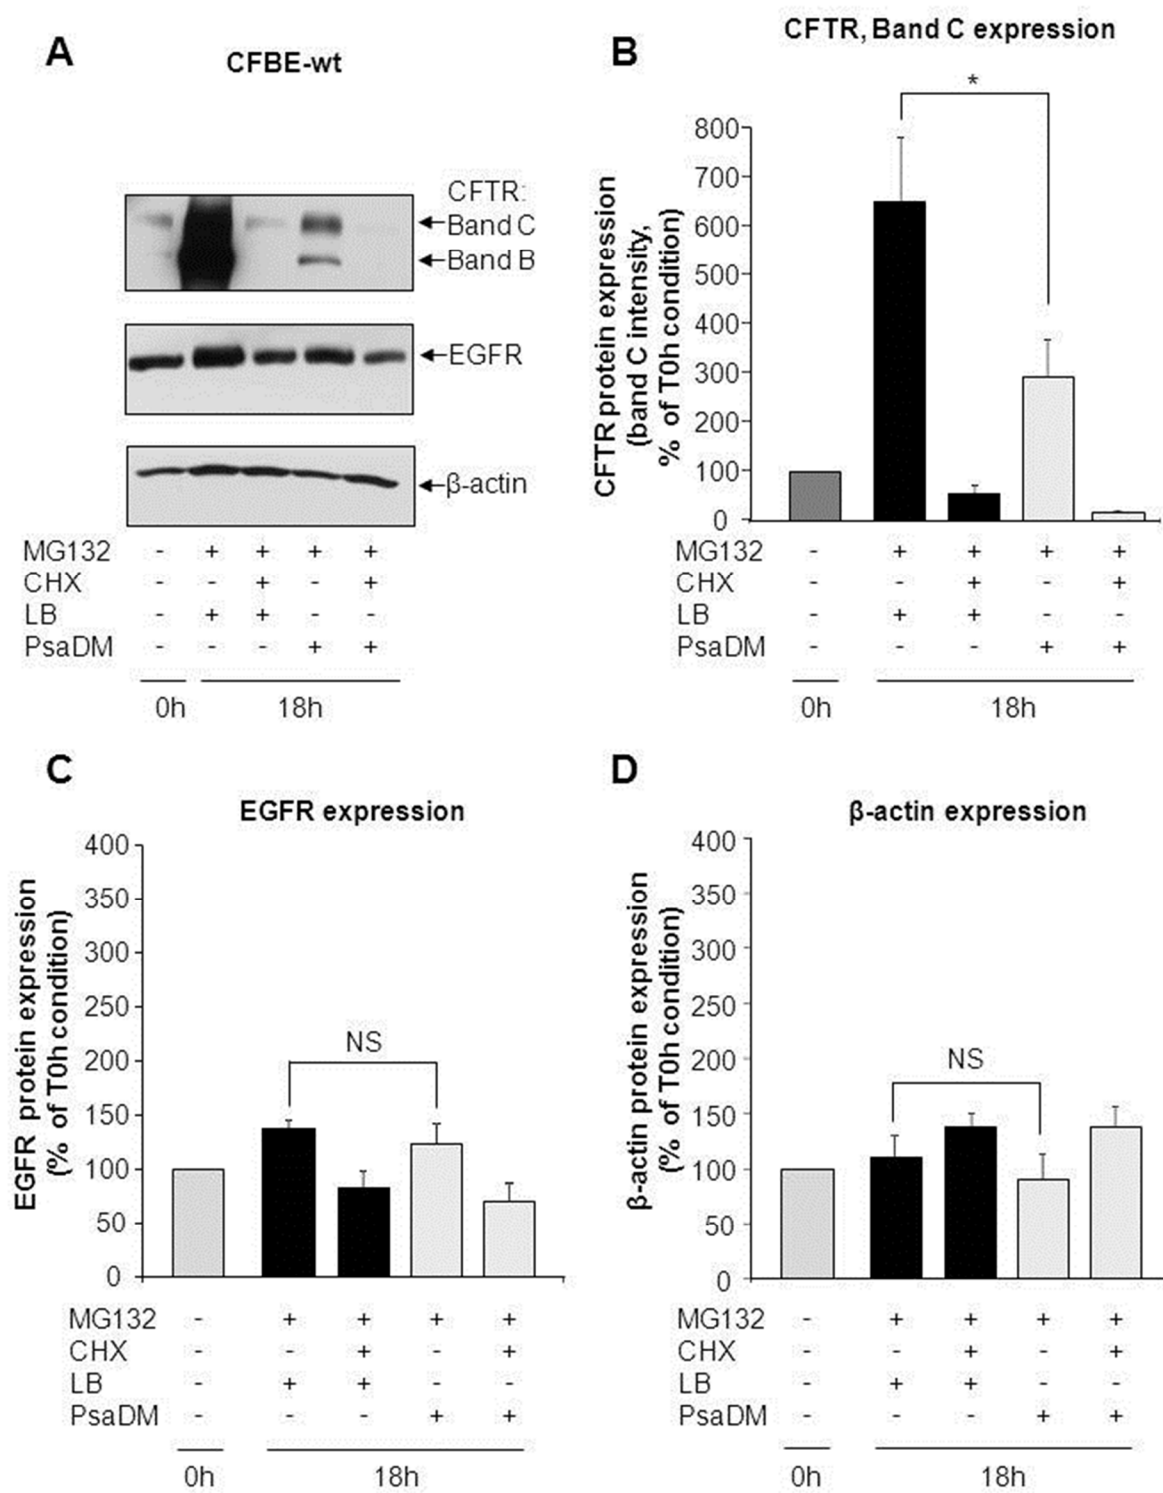 A
CFBE-wt
CFTR:
Band C
Band B
EGFR
β-actin
MG132 - + + + +
CHX - - + - +
LB - + + - -
PsaDM - - - + +
0h 18h
B
CFTR, Band C expression
*
CFTR protein expression
(band C intensity,
% of T0h condition)
800
700
600
500
400
300
200
100
0
MG132 - + + + +
CHX - - + - +
LB - + + - -
PsaDM - - - + +
0h 18h
C
EGFR expression
EGFR protein expression
(% of T0h condition)
400
350
300
250
200
150
100
50
0
NS
MG132 - + + + +
CHX - - + - +
LB - + + - -
PsaDM - - - + +
0h 18h
D
β-actin expression
β-actin protein expression
(% of T0h condition)
400
350
300
250
200
150
100
50
0
NS
MG132 - + + + +
CHX - - + - +
LB - + + - -
PsaDM - - - + +
0h 18h